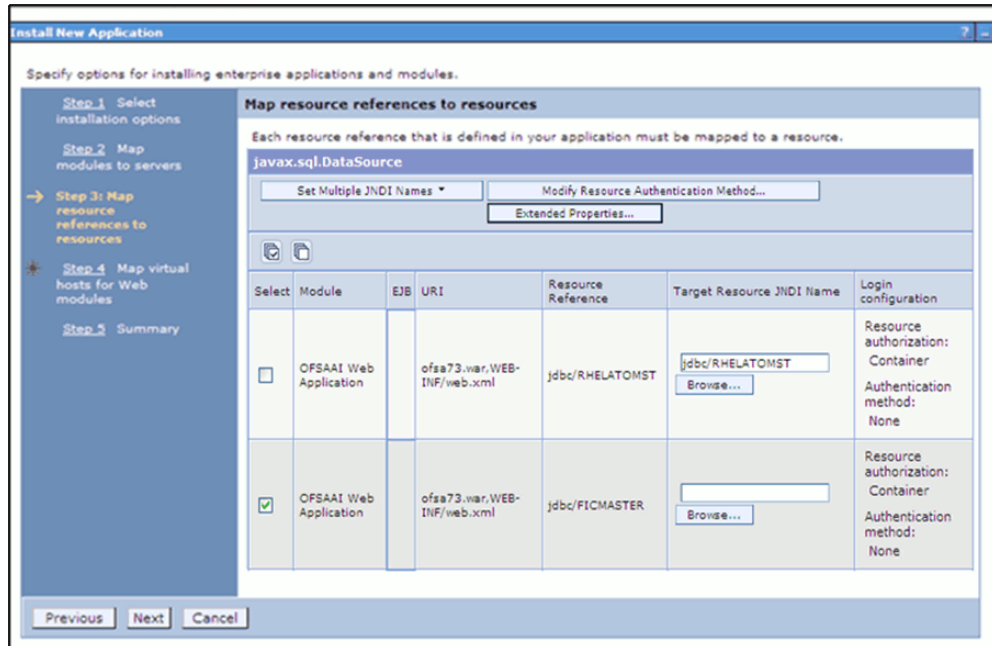 Install New Application
?
Specify options for installing enterprise applications and modules.
Step 1 Select
installation options
Step 2 Map
modules to servers
Step 3: Map
resource
references to
resources
Step 4 Map virtual
hosts for Web
modules
Step 5 Summary
Map resource references to resources
Each resource reference that is defined in your application must be mapped to a resource.
javax.sql.DataSource
Set Multiple JNDI Names
Modify Resource Authentication Method...
Extended Properties...
Select Module EJB URI Resource Reference Target Resource JNDI Name Login configuration
OFSAAI Web
Application
ofsa73.war,WEB-
INF/web.xml
jdbc/RHELATOMST
jdbc/RHELATOMST
Browse...
Resource
authorization:
Container
Authentication
method:
None
OFSAAI Web
Application
ofsa73.war,WEB-
INF/web.xml
jdbc/FICMASTER
Browse...
Resource
authorization:
Container
Authentication
method:
None
Previous Next Cancel